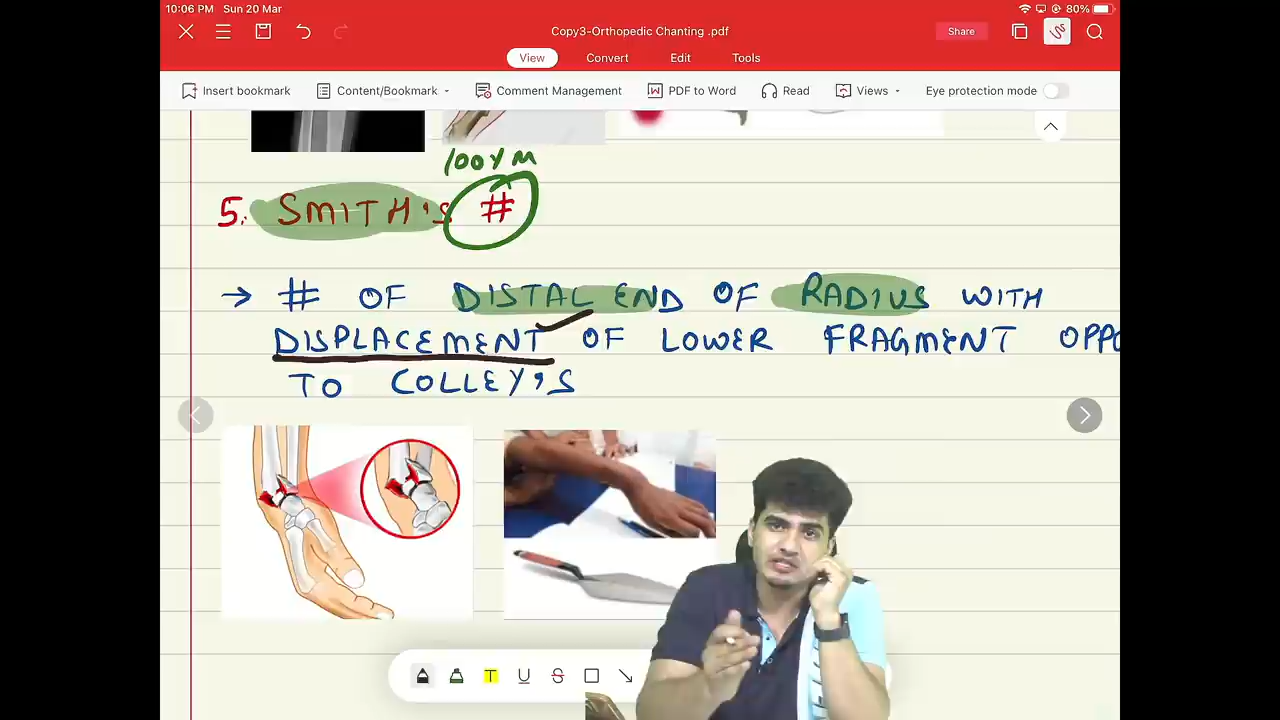 10:06 PM Sun 20 Mar
80%
Copy3-Orthopedic Chanting .pdf
Share
View Convert Edit Tools
Insert bookmark Content/Bookmark Comment Management PDF to Word Read Views Eye protection mode
100% M
5. SMITH'S #
→ # OF DISTAL END OF RADIUS WITH
DISPLACEMENT OF LOWER FRAGMENT OPPO
TO COLLEY'S
T U S